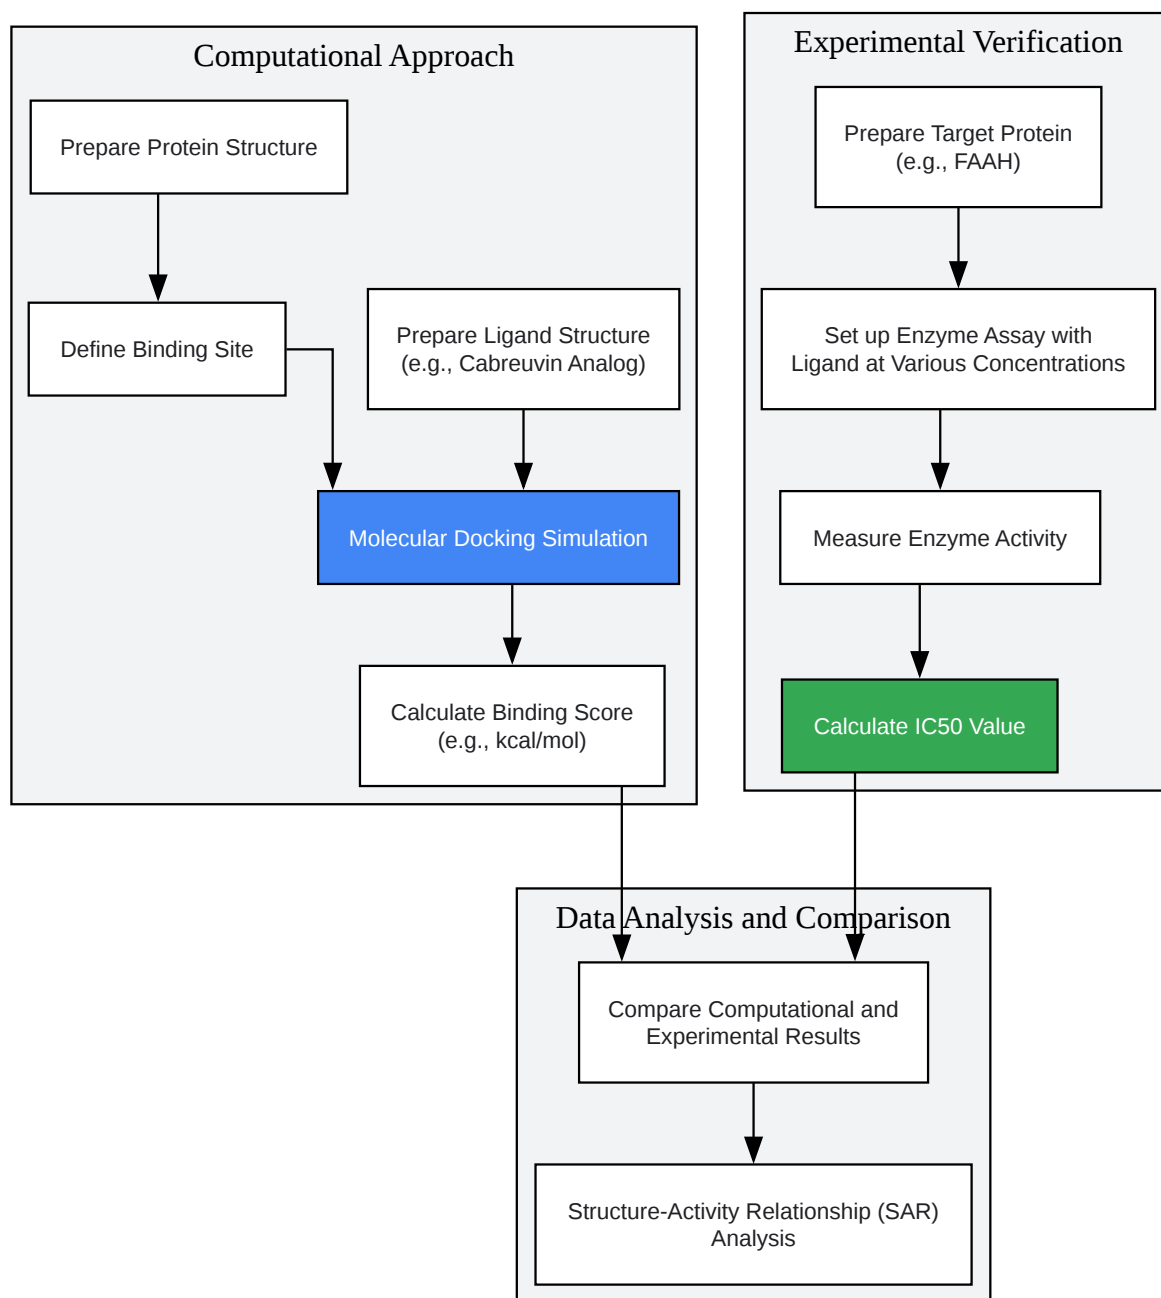 Computational Approach
Prepare Protein Structure
Define Binding Site
Prepare Ligand Structure
(e.g., Cabreuvin Analog)
Molecular Docking Simulation
Calculate Binding Score
(e.g., kcal/mol)
Experimental Verification
Prepare Target Protein
(e.g., FAAH)
Set up Enzyme Assay with
Ligand at Various Concentrations
Measure Enzyme Activity
Calculate IC50 Value
Data Analysis and Comparison
Compare Computational and
Experimental Results
Structure-Activity Relationship (SAR)
Analysis